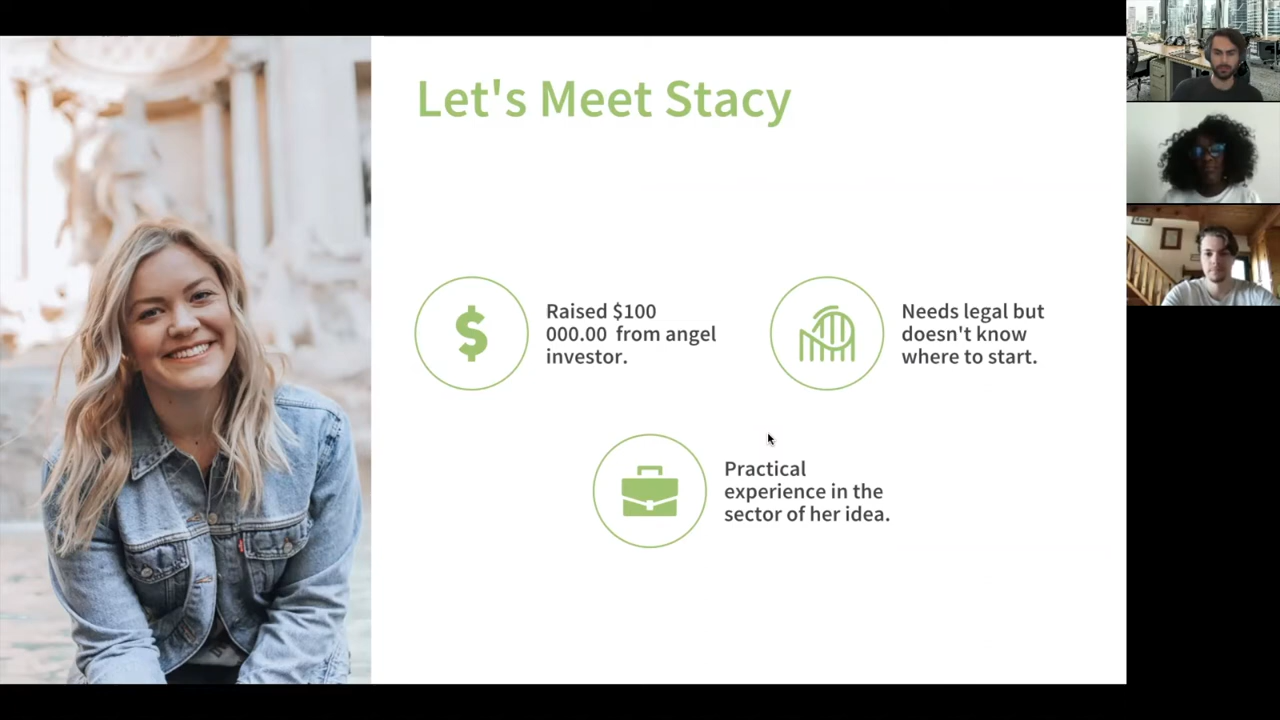 Let's Meet Stacy
Raised $100
000.00 from angel
investor.
Needs legal but
doesn't know
where to start.
Practical
experience in the
sector of her idea.